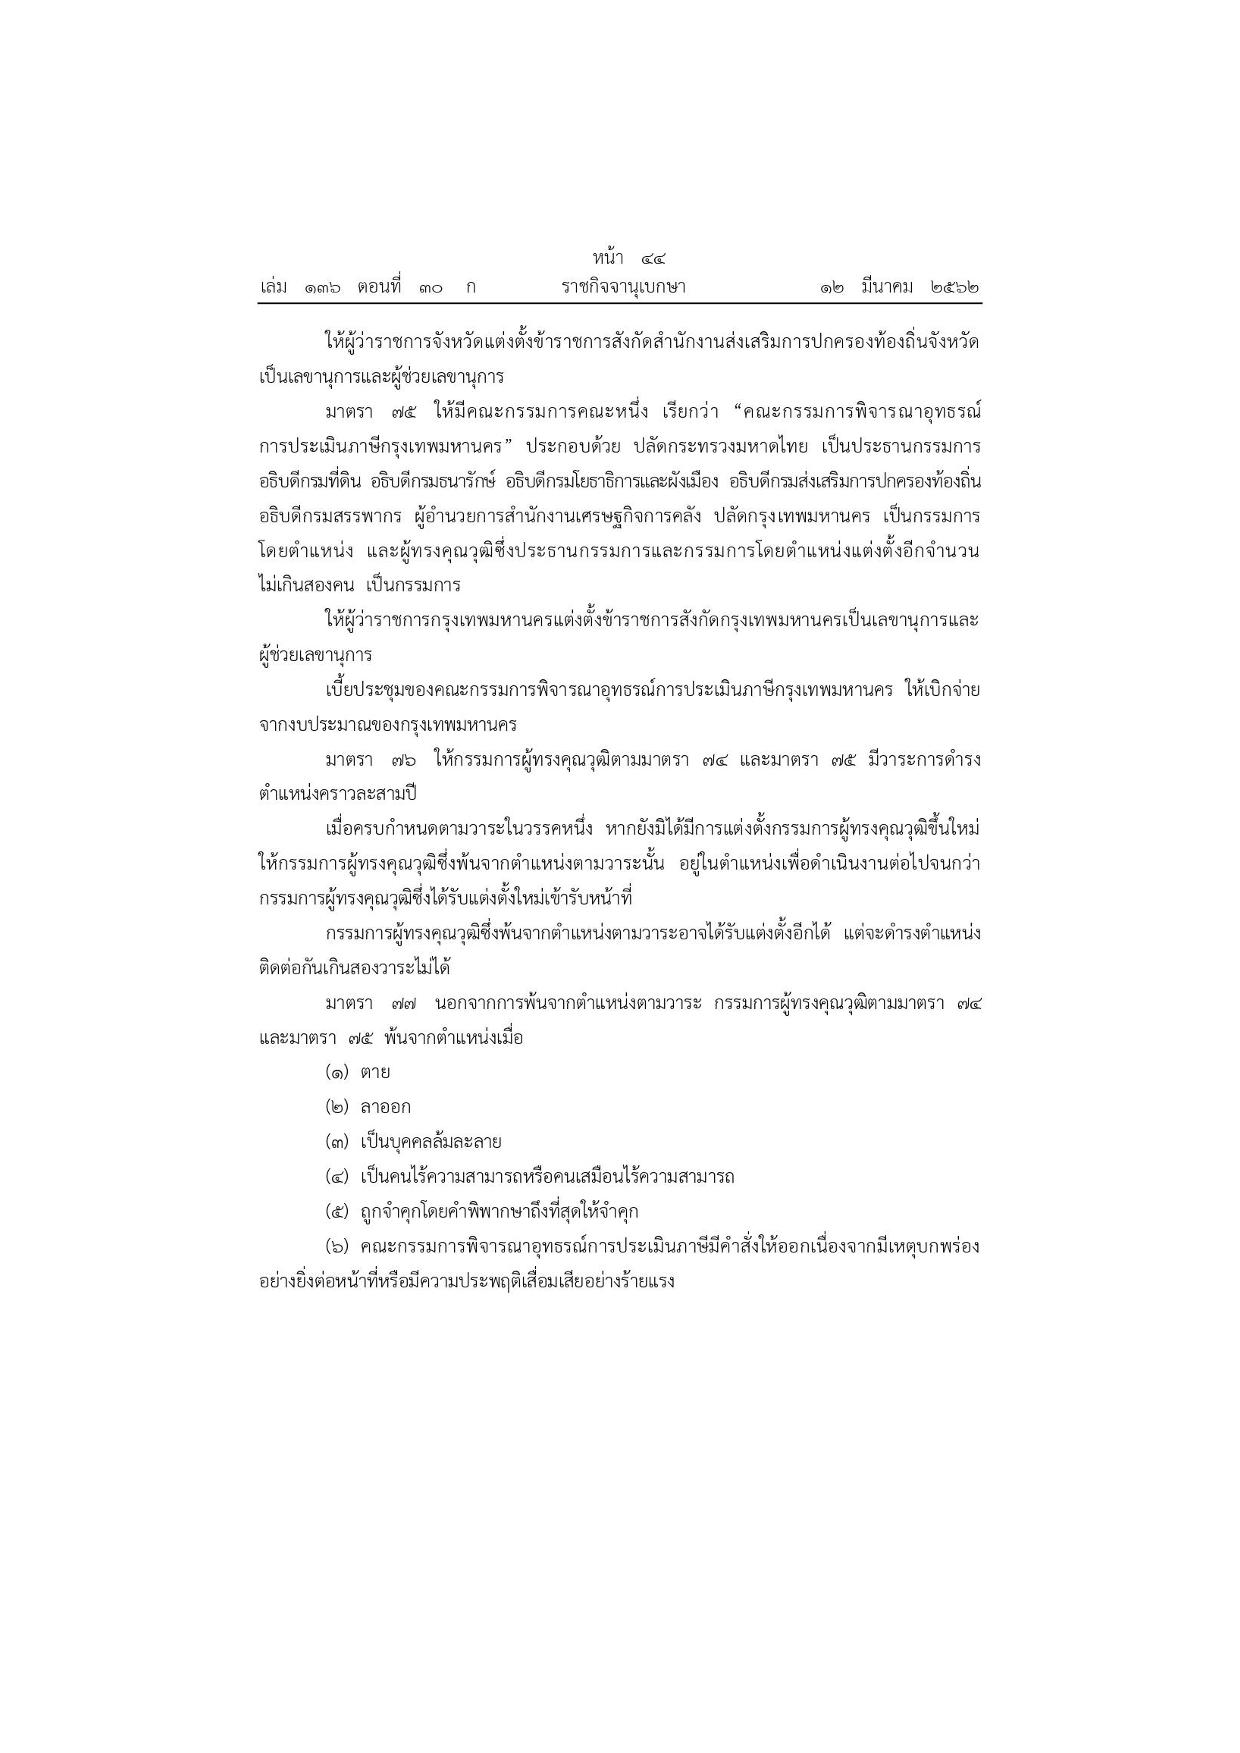 หน้า ๔๔
เล่ม ๑๓๖ ตอนที่ ๓๐ ก ราชกิจจานุเบกษา ๑๒ มีนาคม ๒๕๖๒
ให้ผู้ว่าราชการจังหวัดแต่งตั้งข้าราชการสังกัดสำนักงานส่งเสริมการปกครองท้องถิ่นจังหวัด
เป็นเลขานุการและผู้ช่วยเลขานุการ
มาตรา ๗๕ ให้มีคณะกรรมการคณะหนึ่ง เรียกว่า “คณะกรรมการพิจารณาอุทธรณ์
การประเมินภาษีกรุงเทพมหานคร” ประกอบด้วย ปลัดกระทรวงมหาดไทย เป็นประธานกรรมการ
อธิบดีกรมที่ดิน อธิบดีกรมธนารักษ์ อธิบดีกรมโยธาธิการและผังเมือง อธิบดีกรมส่งเสริมการปกครองท้องถิ่น
อธิบดีกรมสรรพากร ผู้อำนวยการสำนักงานเศรษฐกิจการคลัง ปลัดกรุงเทพมหานคร เป็นกรรมการ
โดยตำแหน่ง และผู้ทรงคุณวุฒิซึ่งประธานกรรมการและกรรมการโดยตำแหน่งแต่งตั้งอีกจำนวน
ไม่เกินสองคน เป็นกรรมการ
ให้ผู้ว่าราชการกรุงเทพมหานครแต่งตั้งข้าราชการสังกัดกรุงเทพมหานครเป็นเลขานุการและ
ผู้ช่วยเลขานุการ
เบี้ยประชุมของคณะกรรมการพิจารณาอุทธรณ์การประเมินภาษีกรุงเทพมหานคร ให้เบิกจ่าย
จากงบประมาณของกรุงเทพมหานคร
มาตรา ๗๖ ให้กรรมการผู้ทรงคุณวุฒิตามมาตรา ๗๔ และมาตรา ๗๕ มีวาระการดำรง
ตำแหน่งคราวละสามปี
เมื่อครบกำหนดตามวาระในวรรคหนึ่ง หากยังมิได้มีการแต่งตั้งกรรมการผู้ทรงคุณวุฒิขึ้นใหม่
ให้กรรมการผู้ทรงคุณวุฒิซึ่งพ้นจากตำแหน่งตามวาระนั้น อยู่ในตำแหน่งเพื่อดำเนินงานต่อไปจนกว่า
กรรมการผู้ทรงคุณวุฒิซึ่งได้รับแต่งตั้งใหม่เข้ารับหน้าที่
กรรมการผู้ทรงคุณวุฒิซึ่งพ้นจากตำแหน่งตามวาระอาจได้รับแต่งตั้งอีกได้ แต่จะดำรงตำแหน่ง
ติดต่อกันเกินสองวาระไม่ได้
มาตรา ๗๗ นอกจากการพ้นจากตำแหน่งตามวาระ กรรมการผู้ทรงคุณวุฒิตามมาตรา ๗๔
และมาตรา ๗๕ พ้นจากตำแหน่งเมื่อ
(๑) ตาย
(๒) ลาออก
(๓) เป็นบุคคลล้มละลาย
(๔) เป็นคนไร้ความสามารถหรือคนเสมือนไร้ความสามารถ
(๕) ถูกจำคุกโดยคำพิพากษาถึงที่สุดให้จำคุก
(๖) คณะกรรมการพิจารณาอุทธรณ์การประเมินภาษีมีคำสั่งให้ออกเนื่องจากมีเหตุบกพร่อง
อย่างยิ่งต่อหน้าที่หรือมีความประพฤติเสื่อมเสียอย่างร้ายแรง